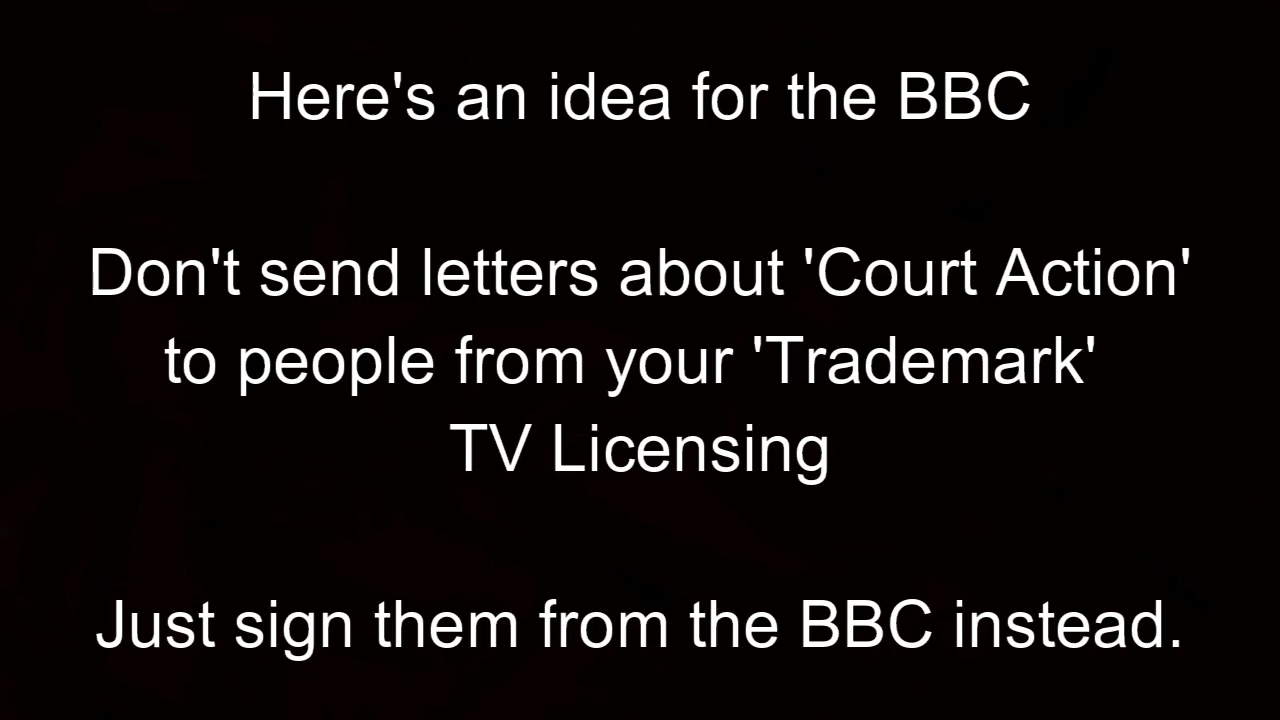 Here's an idea for the BBC
Don't send letters about 'Court Action'
to people from your 'Trademark'
TV Licensing
Just sign them from the BBC instead.